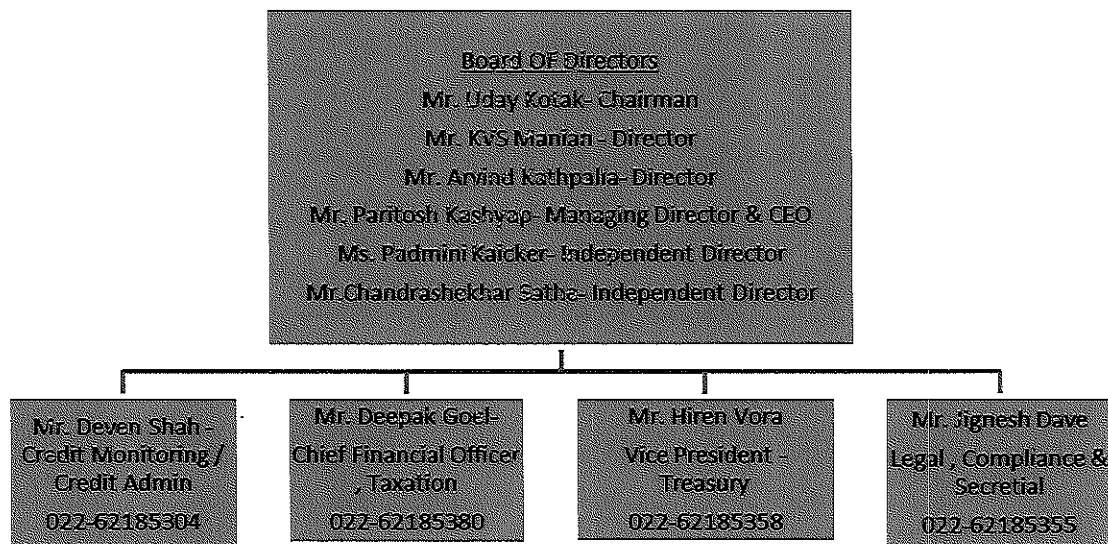 Board OF Directors
Mr. Uday Kotak- Chairman
Mr. KVS Manian - Director
Mr. Arvind Kathpalia- Director
Mr. Paritosh Kashyap- Managing Director & CEO
Ms. Padmini Kaicker- Independent Director
Mr.Chandrashekhar Sathe- Independent Director
Mr. Deven Shah -
Credit Monitoring /
Credit Admin
022-62185304
Mr. Deepak Goel-
Chief Financial Officer
, Taxation
022-62185380
Mr. Hiren Vora
Vice President -
Treasury
022-62185358
Mr. Jignesh Dave
Legal , Compliance &
Secretial
022-62185355